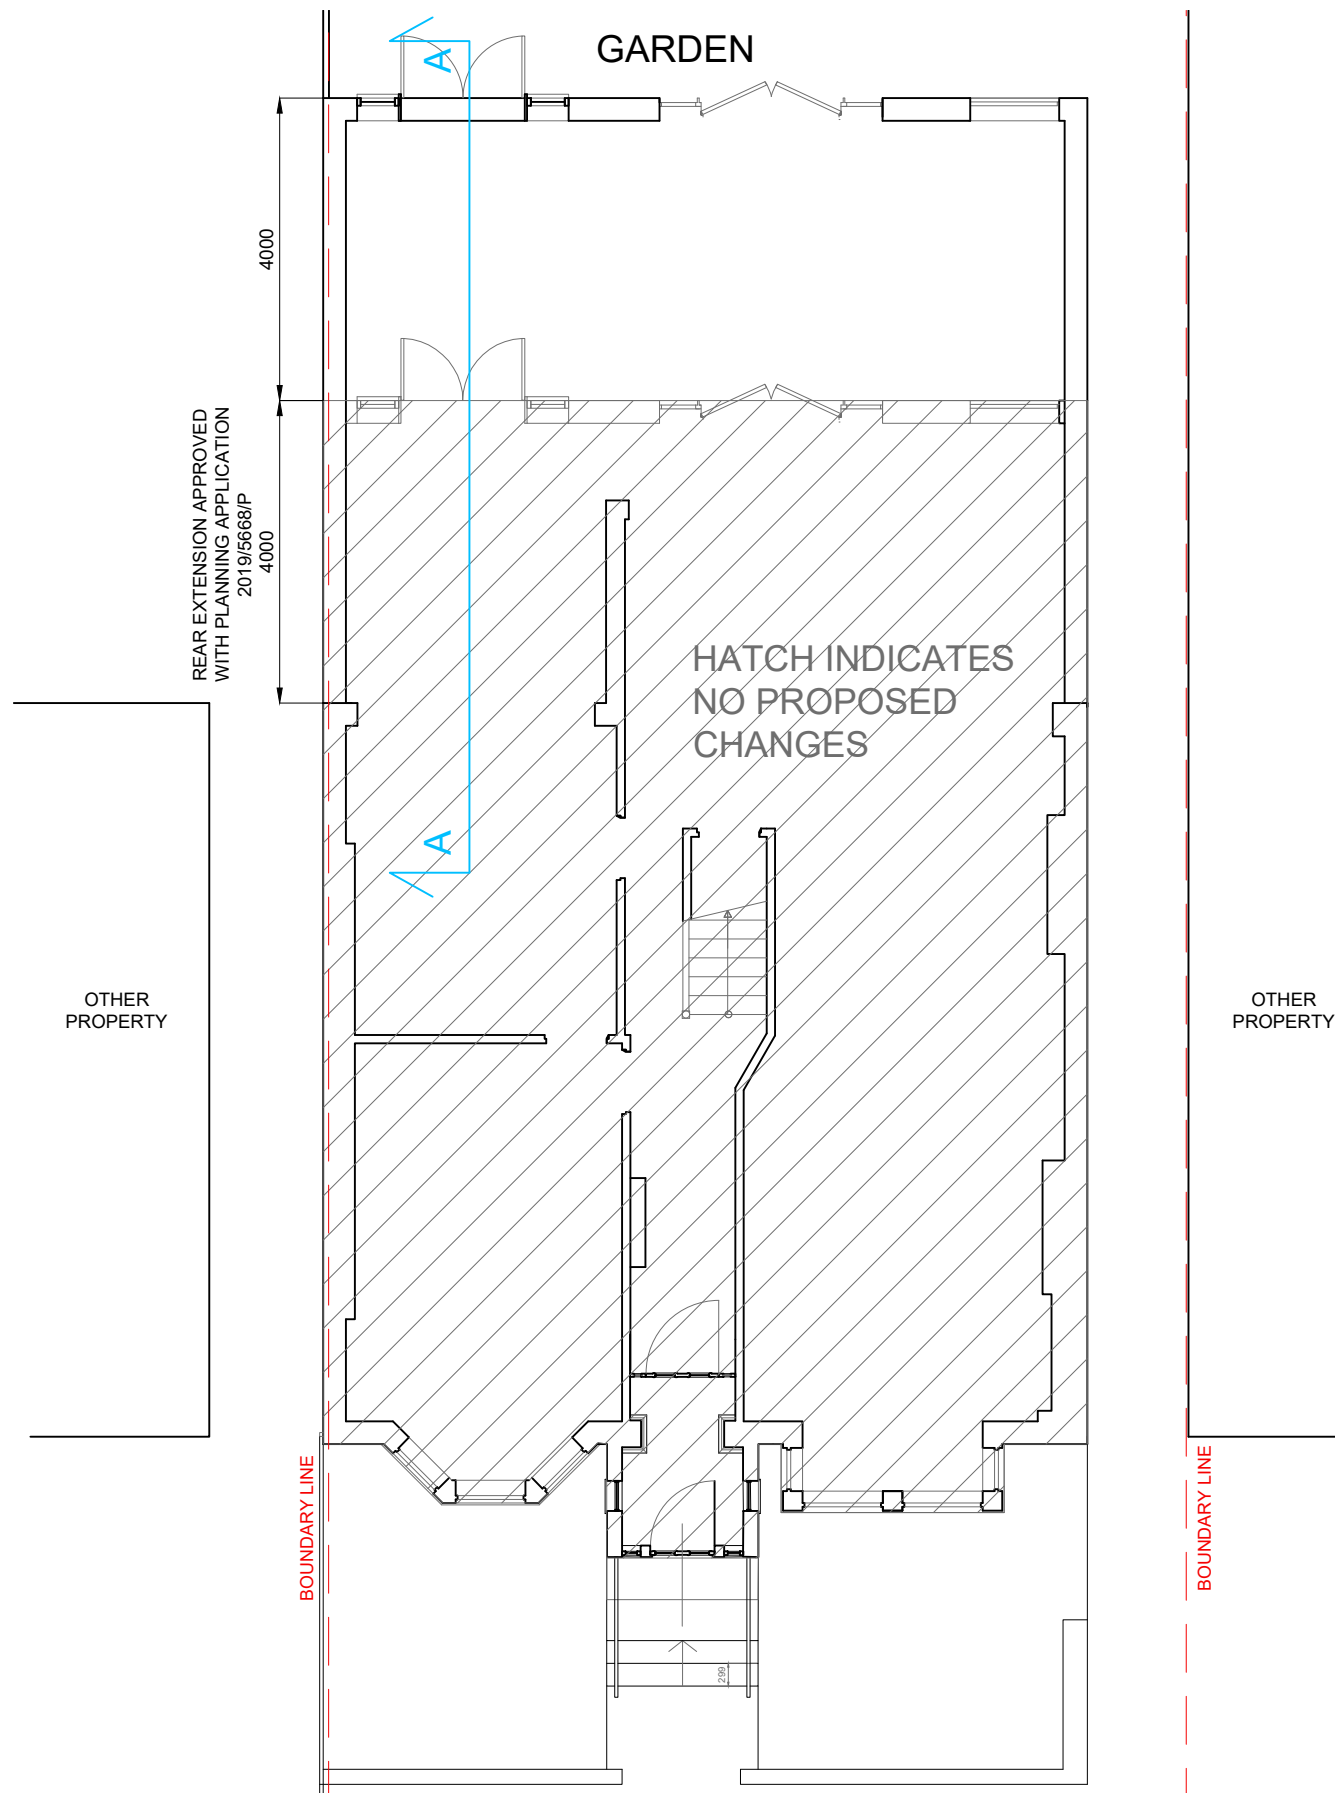 GARDEN
A
4000
REAR EXTENSION APPROVED
WITH PLANNING APPLICATION
2019/5668/P
4000
HATCH INDICATES
NO PROPOSED
CHANGES
A
OTHER
PROPERTY
OTHER
PROPERTY
BOUNDARY LINE
BOUNDARY LINE
299